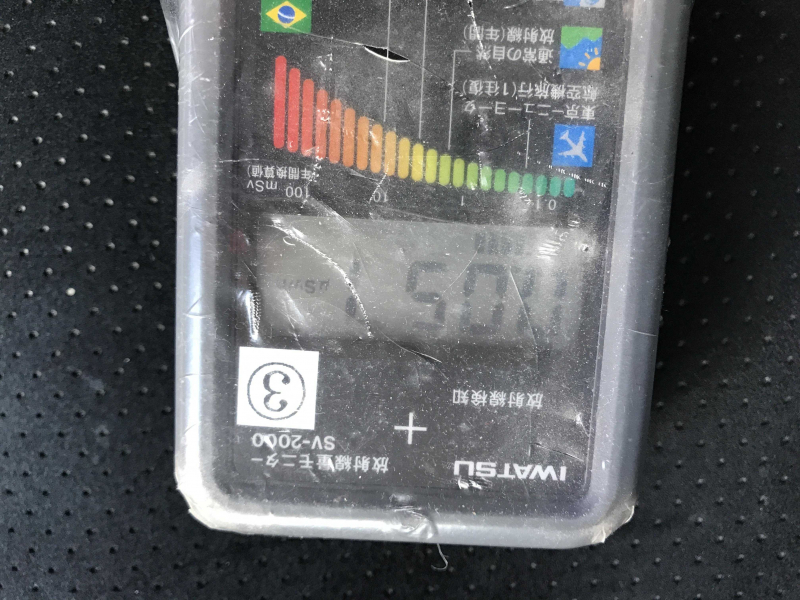 IWATSU
放射線量モニター
SV-2000
放射線検知
③
μSv/h
0.1 1 10 100 mSv
(年間換算値)
東京ーニューヨーク
航空機旅行(1往復)
通常の自然
放射線(年間)